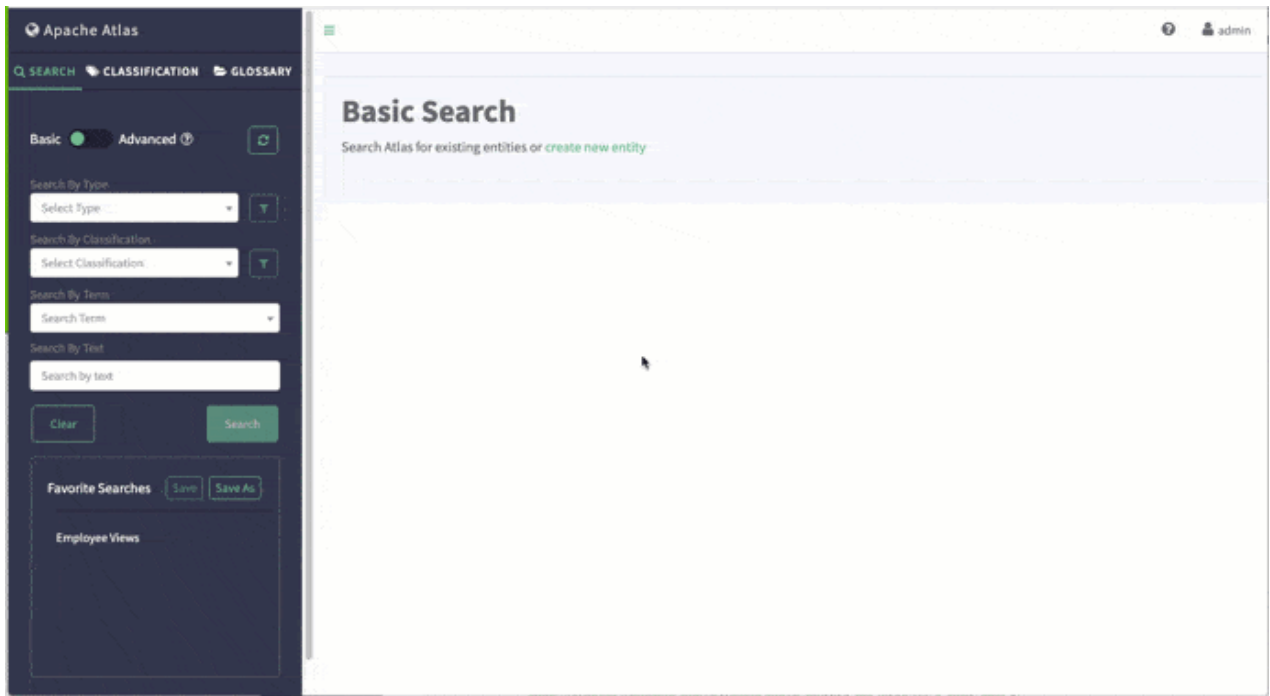 Apache Atlas
admin
SEARCH CLASSIFICATION GLOSSARY
Basic Search
Search Atlas for existing entities or create new entity
Basic Advanced
Search By Type
Select Type
Search By Classification
Select Classification
Search By Term
Search Term
Search By Text
Search by text
Clear Search
Favorite Searches Save Save As
Employee Views